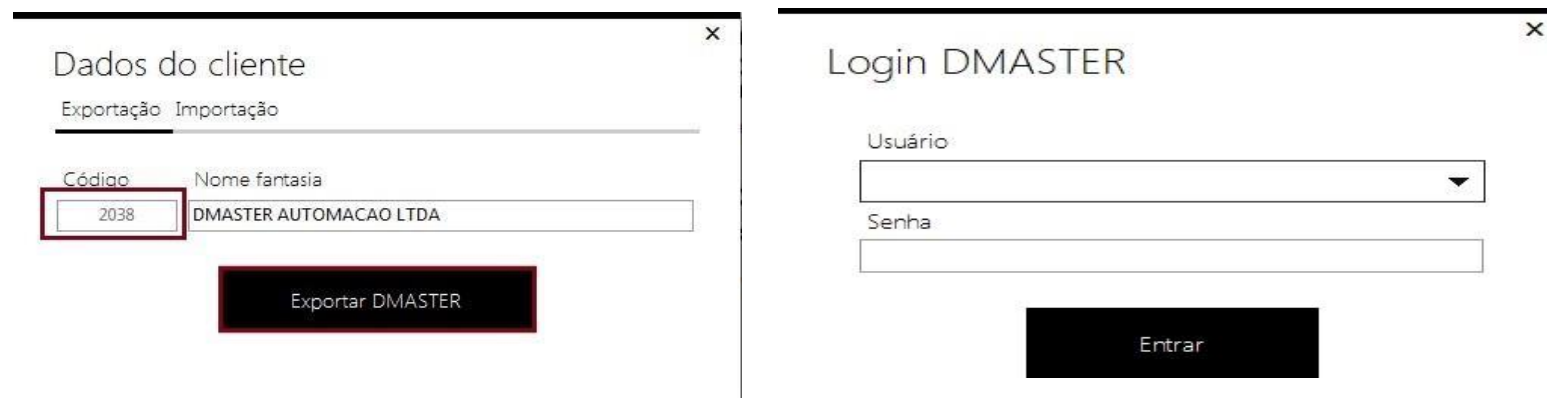 Dados do cliente
Exportação Importação
Código Nome fantasia
2038 DMASTER AUTOMACAO LTDA
Exportar DMASTER
Login DMASTER
Usuário
Senha
Entrar